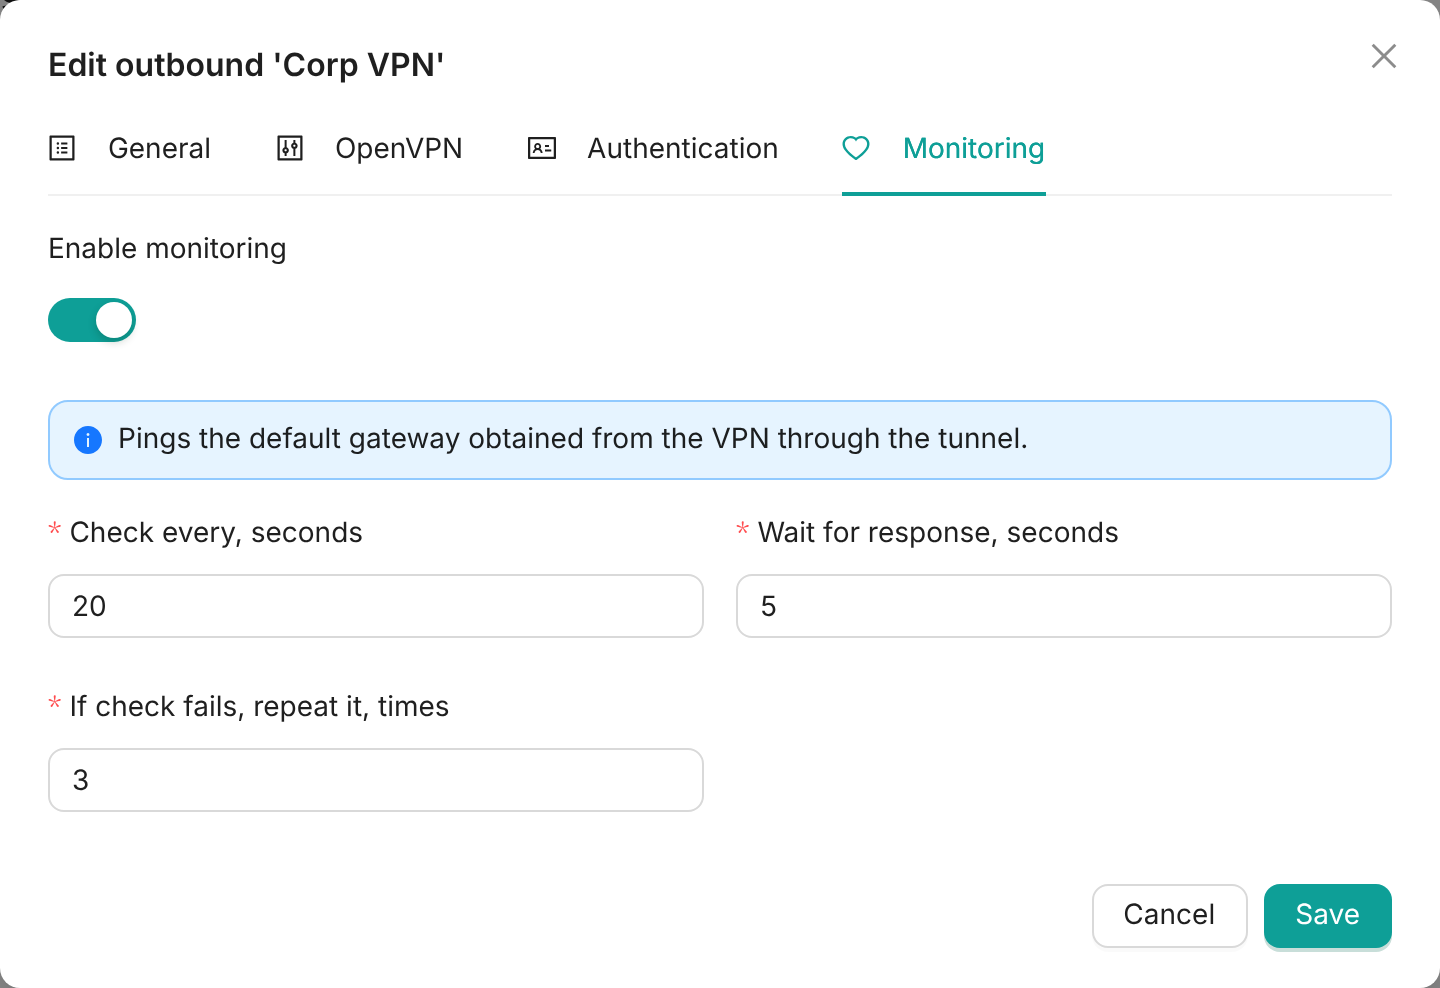 Edit outbound 'Corp VPN'
General OpenVPN Authentication Monitoring
Enable monitoring
Pings the default gateway obtained from the VPN through the tunnel.
* Check every, seconds * Wait for response, seconds
20 5
* If check fails, repeat it, times
3
Cancel Save